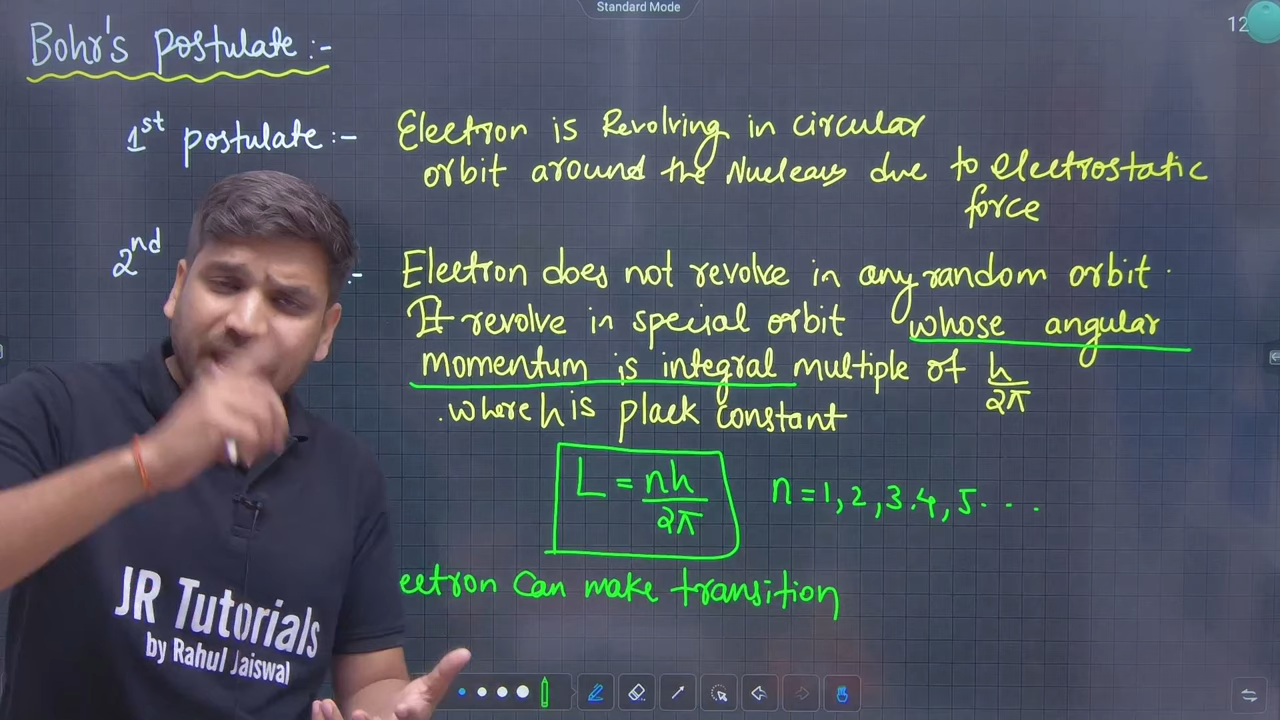 Standard Mode
12
Bohr's postulate :-
1st postulate :- Electron is Revolving in circular
orbit around the Nucleus due to electrostatic
force
2nd :- Electron does not revolve in any random orbit.
It revolve in special orbit whose angular
momentum is integral multiple of h/2π
.where h is plack constant
L = nh/2π n = 1, 2, 3.4, 5. . . .
eetron can make transition
JR Tutorials
by Rahul Jaiswal